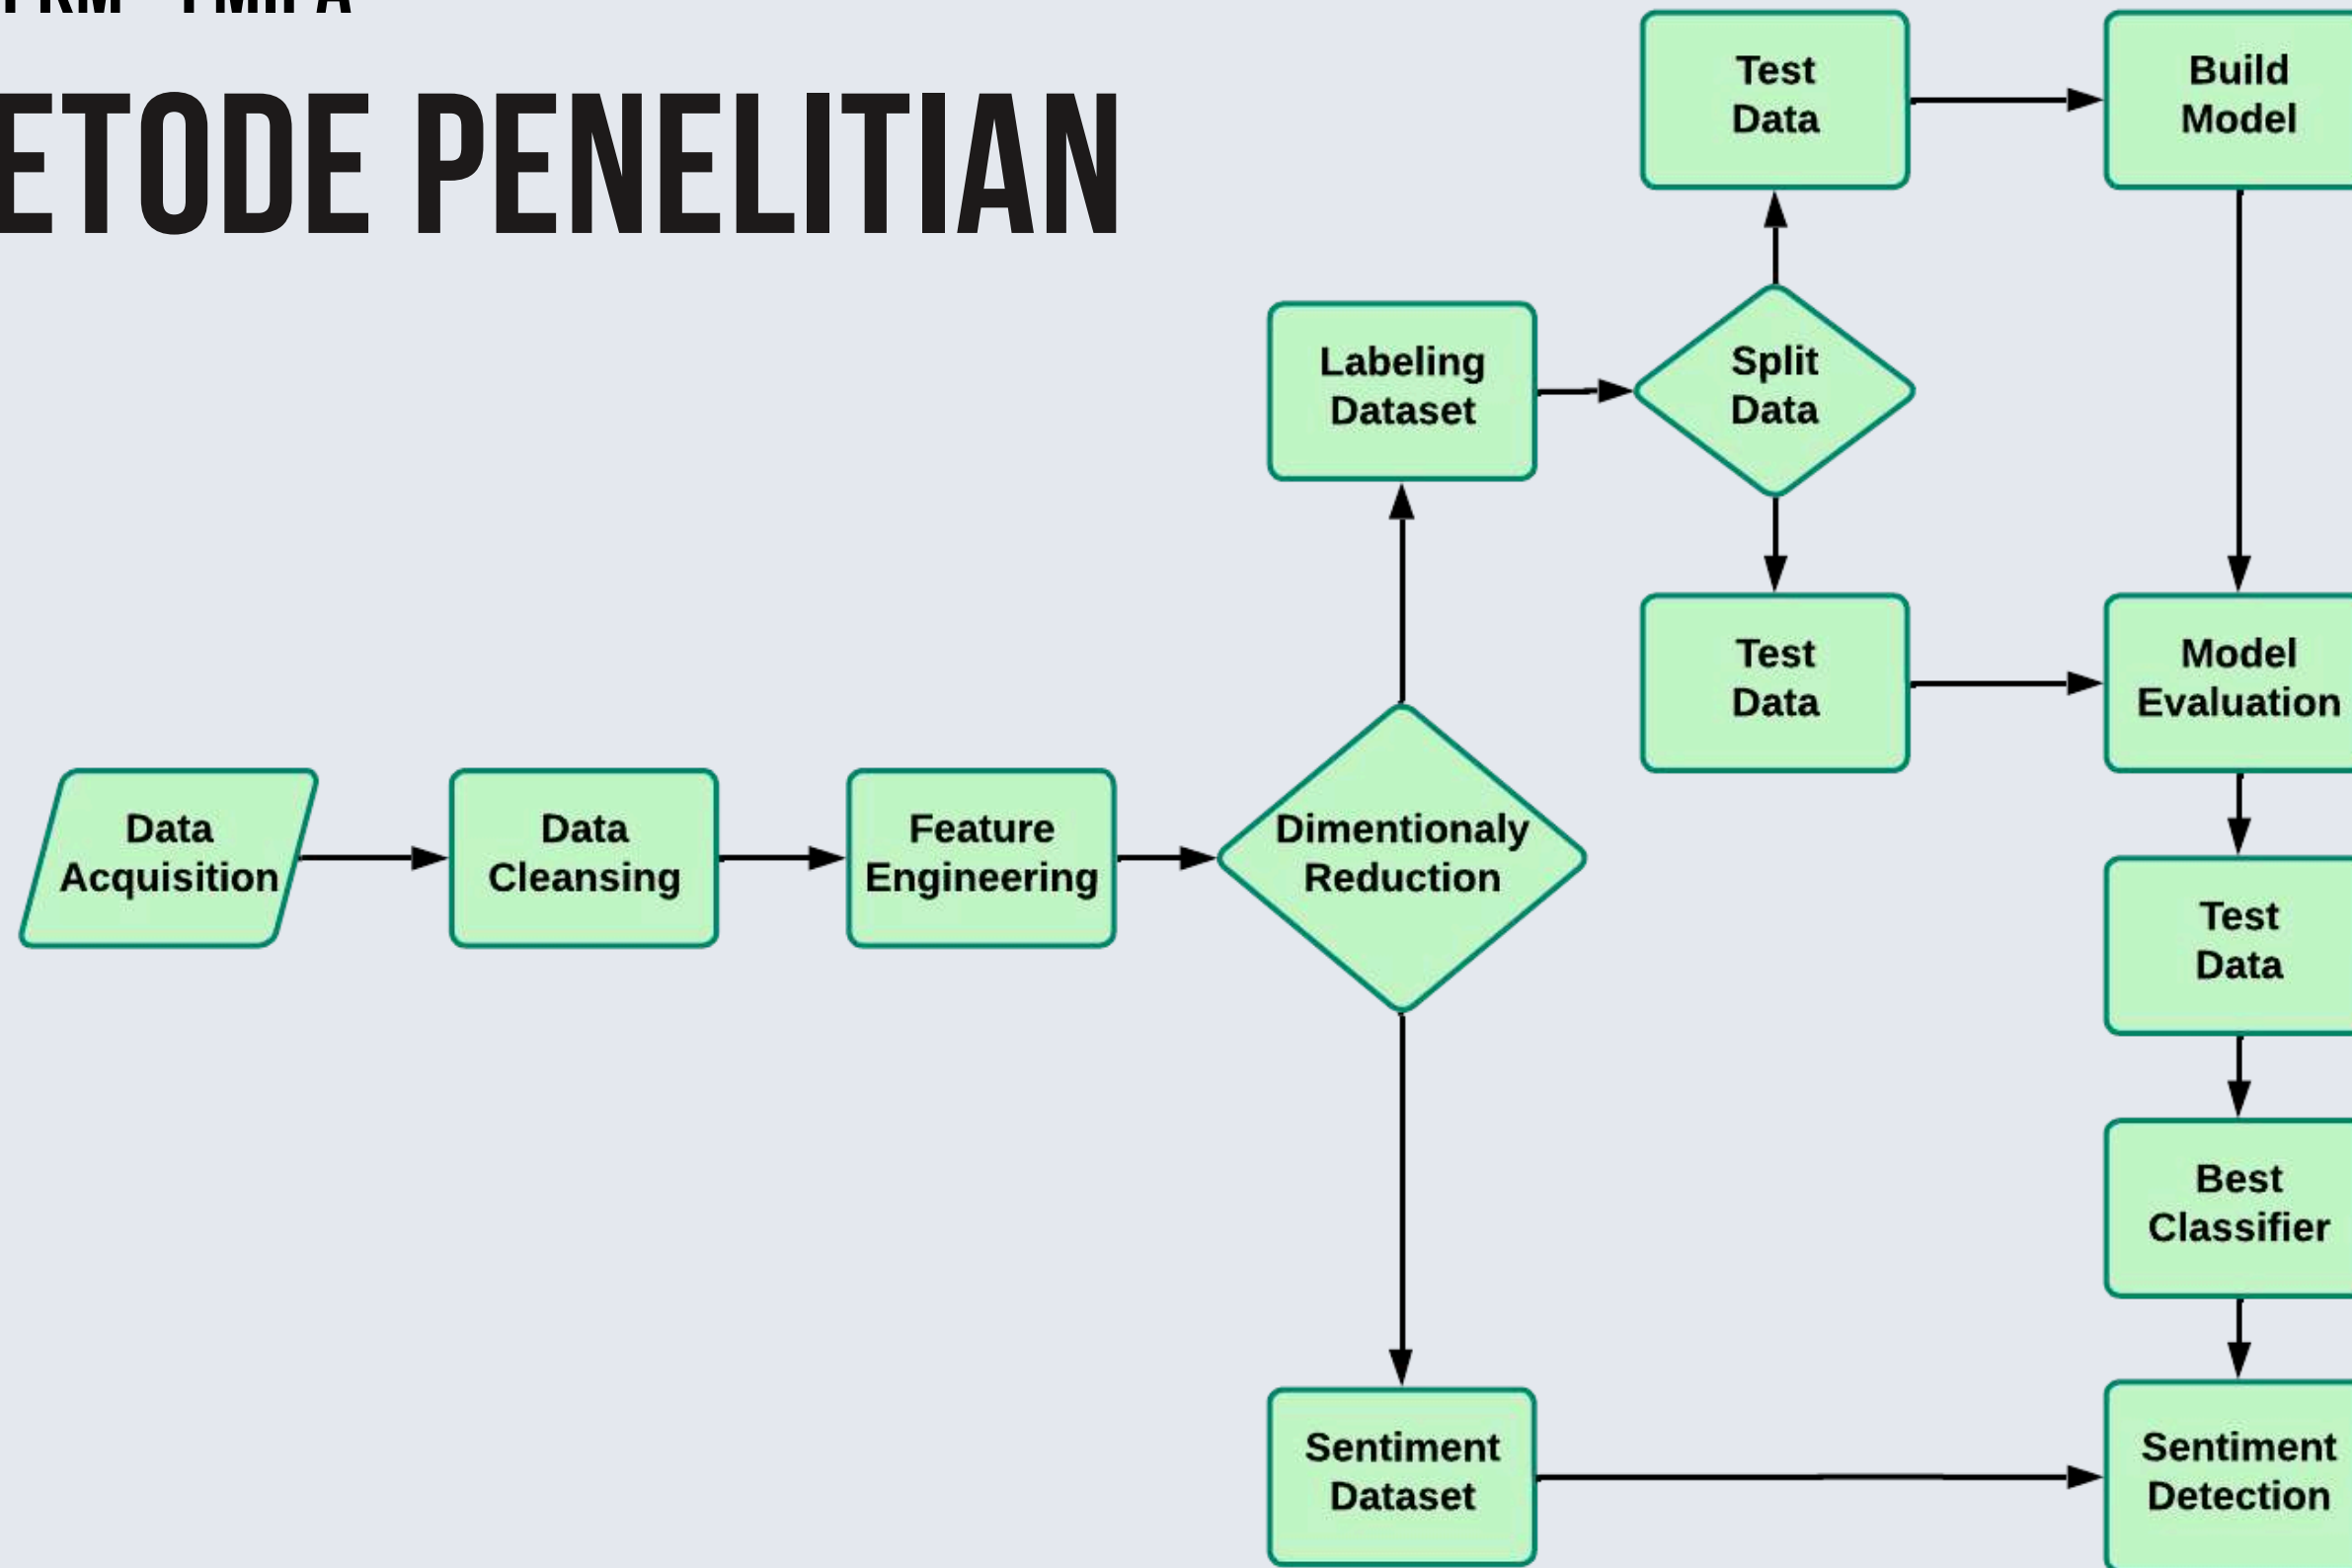 ETODE PENELITIAN
Test
Data
Build
Model
Labeling
Dataset
Split
Data
Test
Data
Model
Evaluation
Data
Acquisition
Data
Cleansing
Feature
Engineering
Dimentionaly
Reduction
Test
Data
Best
Classifier
Sentiment
Dataset
Sentiment
Detection